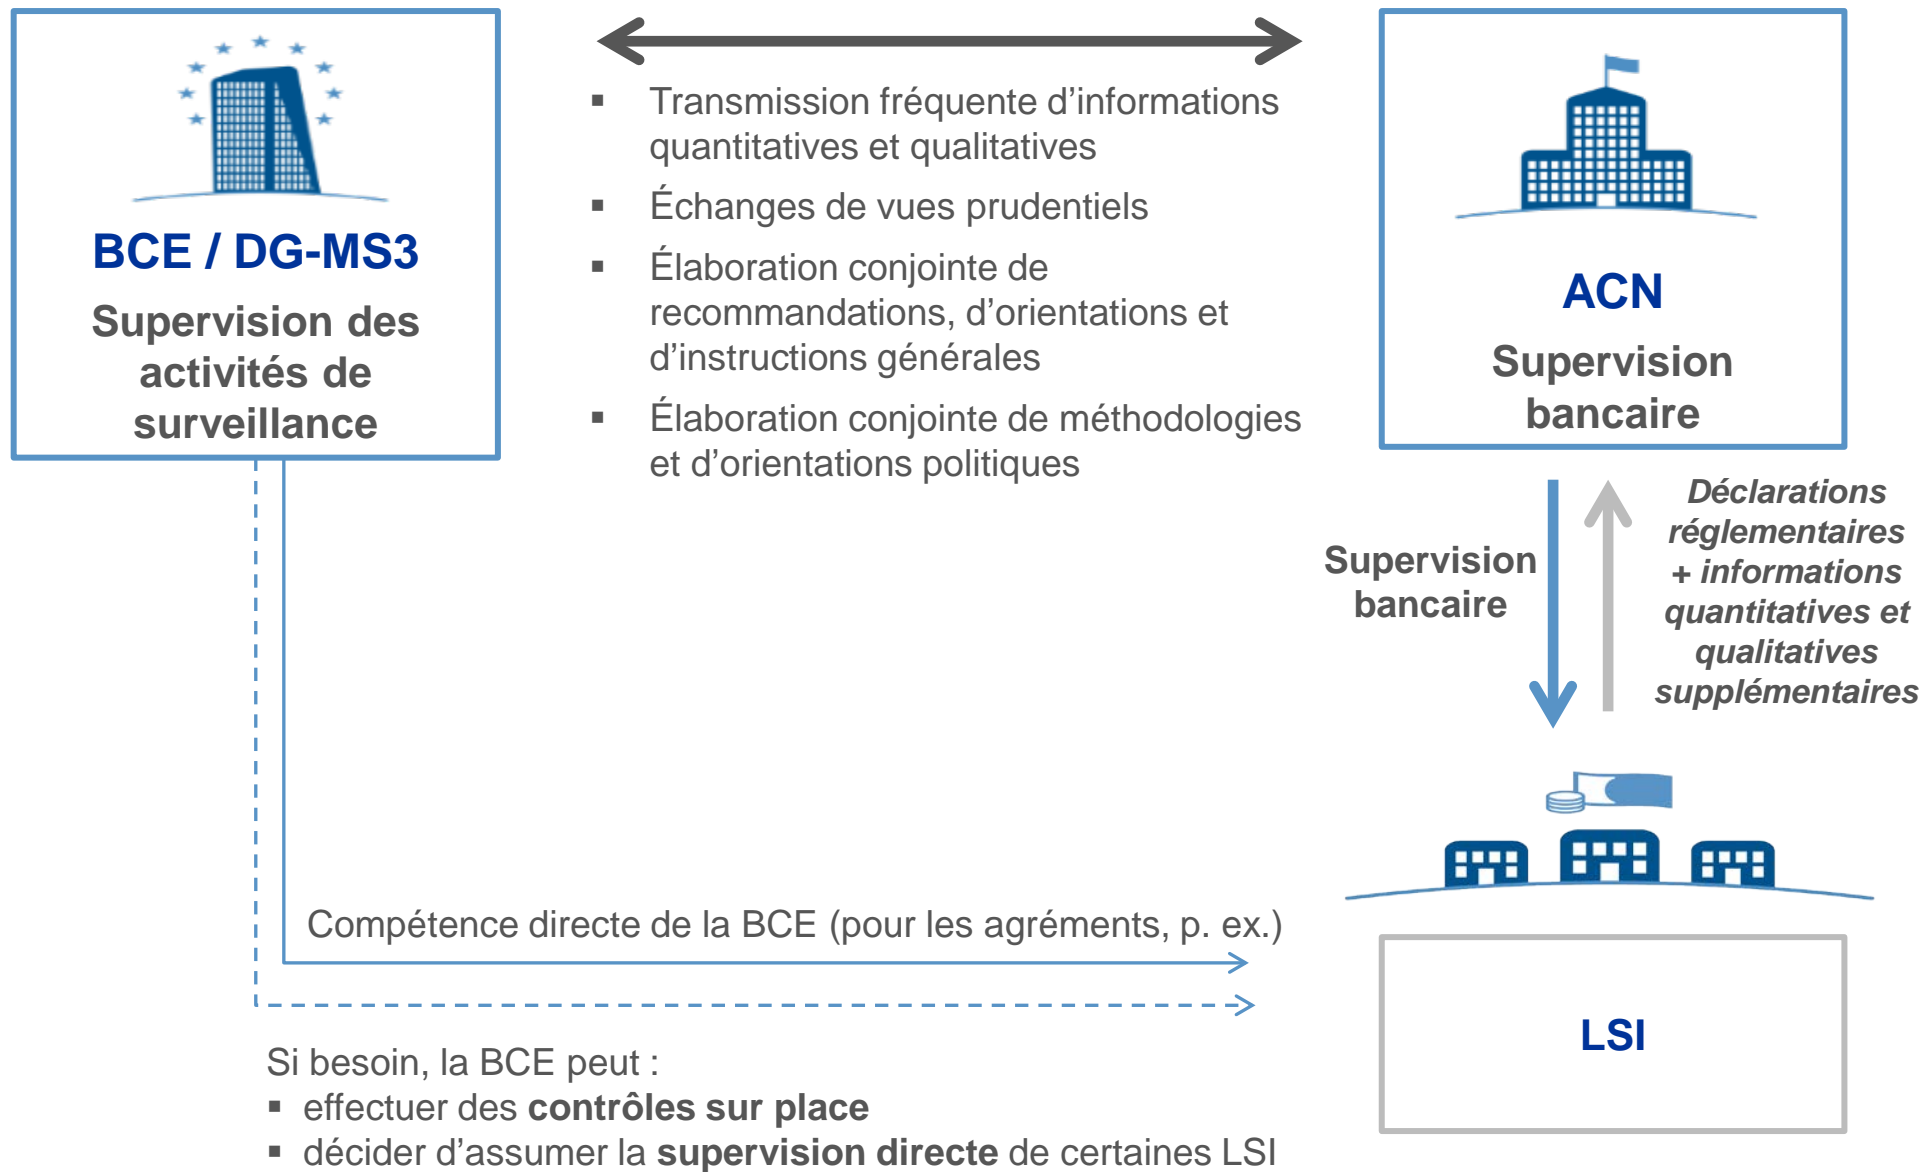 BCE / DG-MS3
Supervision des
activités de
surveillance
▪ Transmission fréquente d’informations
quantitatives et qualitatives
▪ Échanges de vues prudentiels
▪ Élaboration conjointe de
recommandations, d’orientations et
d’instructions générales
▪ Élaboration conjointe de méthodologies
et d’orientations politiques
ACN
Supervision
bancaire
Supervision
bancaire
Déclarations
réglementaires
+ informations
quantitatives et
qualitatives
supplémentaires
Compétence directe de la BCE (pour les agréments, p. ex.)
LSI
Si besoin, la BCE peut :
▪ effectuer des contrôles sur place
▪ décider d’assumer la supervision directe de certaines LSI